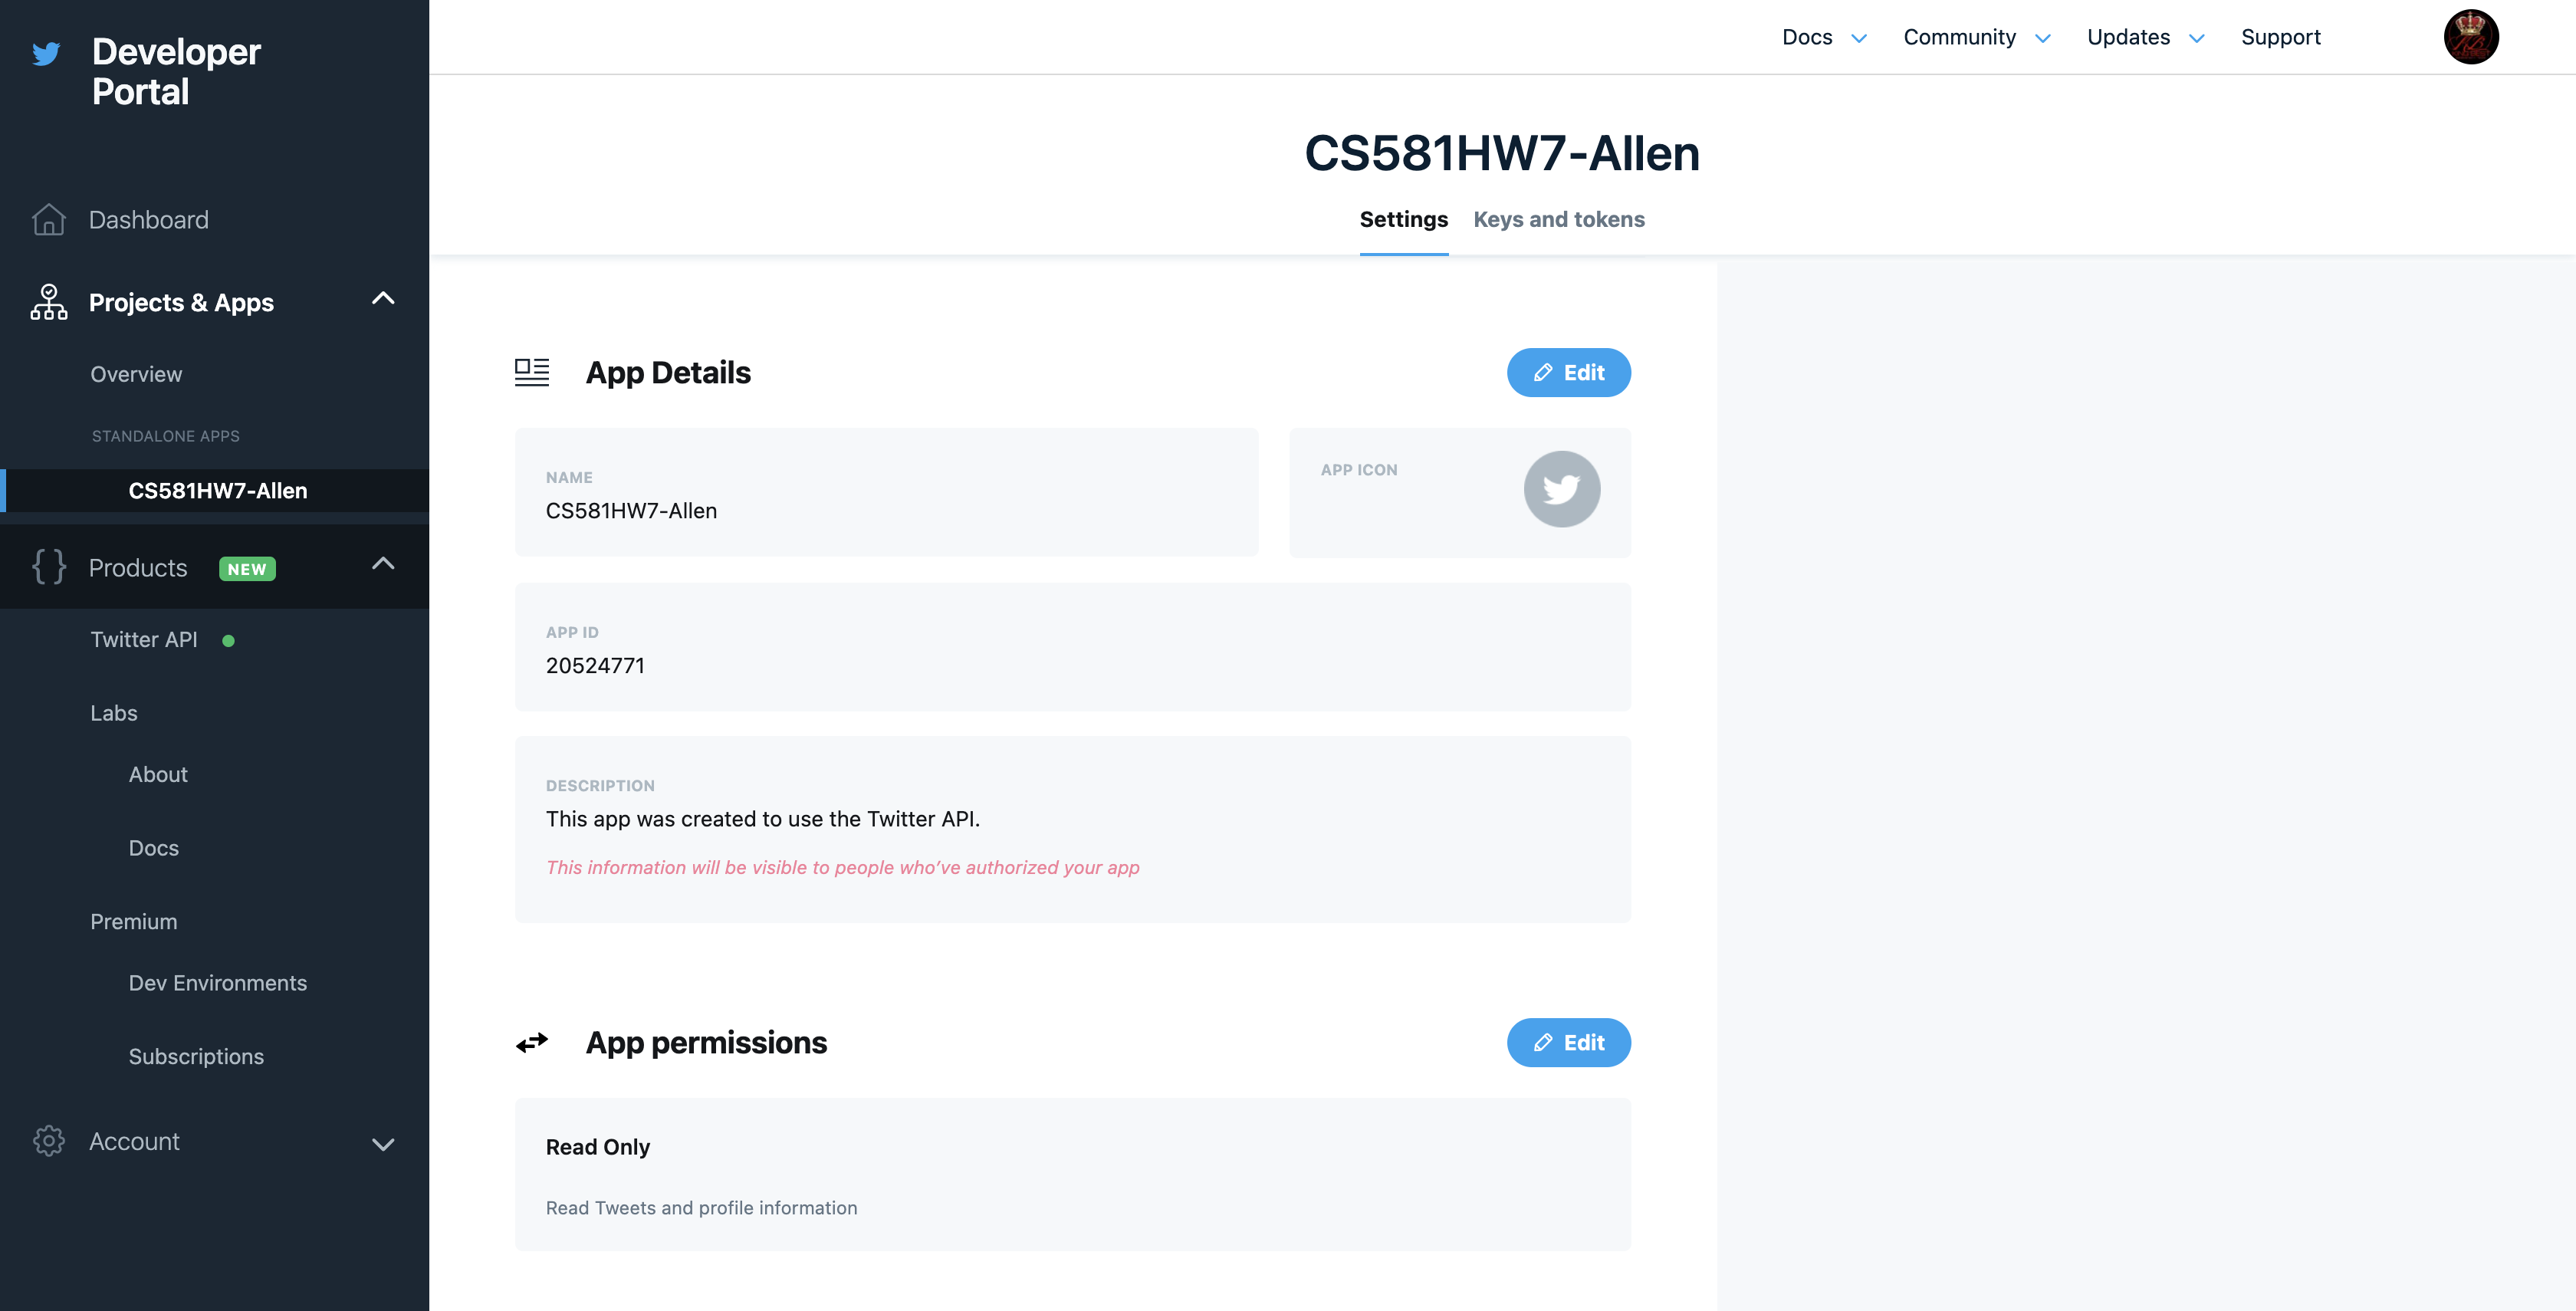 Developer
Portal
Docs
Community
Updates
Support
Dashboard
Projects & Apps
Overview
STANDALONE APPS
CS581HW7-Allen
Products
NEW
Twitter API
Labs
About
Docs
Premium
Dev Environments
Subscriptions
Account
CS581HW7-Allen
Settings
Keys and tokens
App Details
Edit
NAME
CS581HW7-Allen
APP ICON
APP ID
20524771
DESCRIPTION
This app was created to use the Twitter API.
This information will be visible to people who’ve authorized your app
App permissions
Edit
Read Only
Read Tweets and profile information